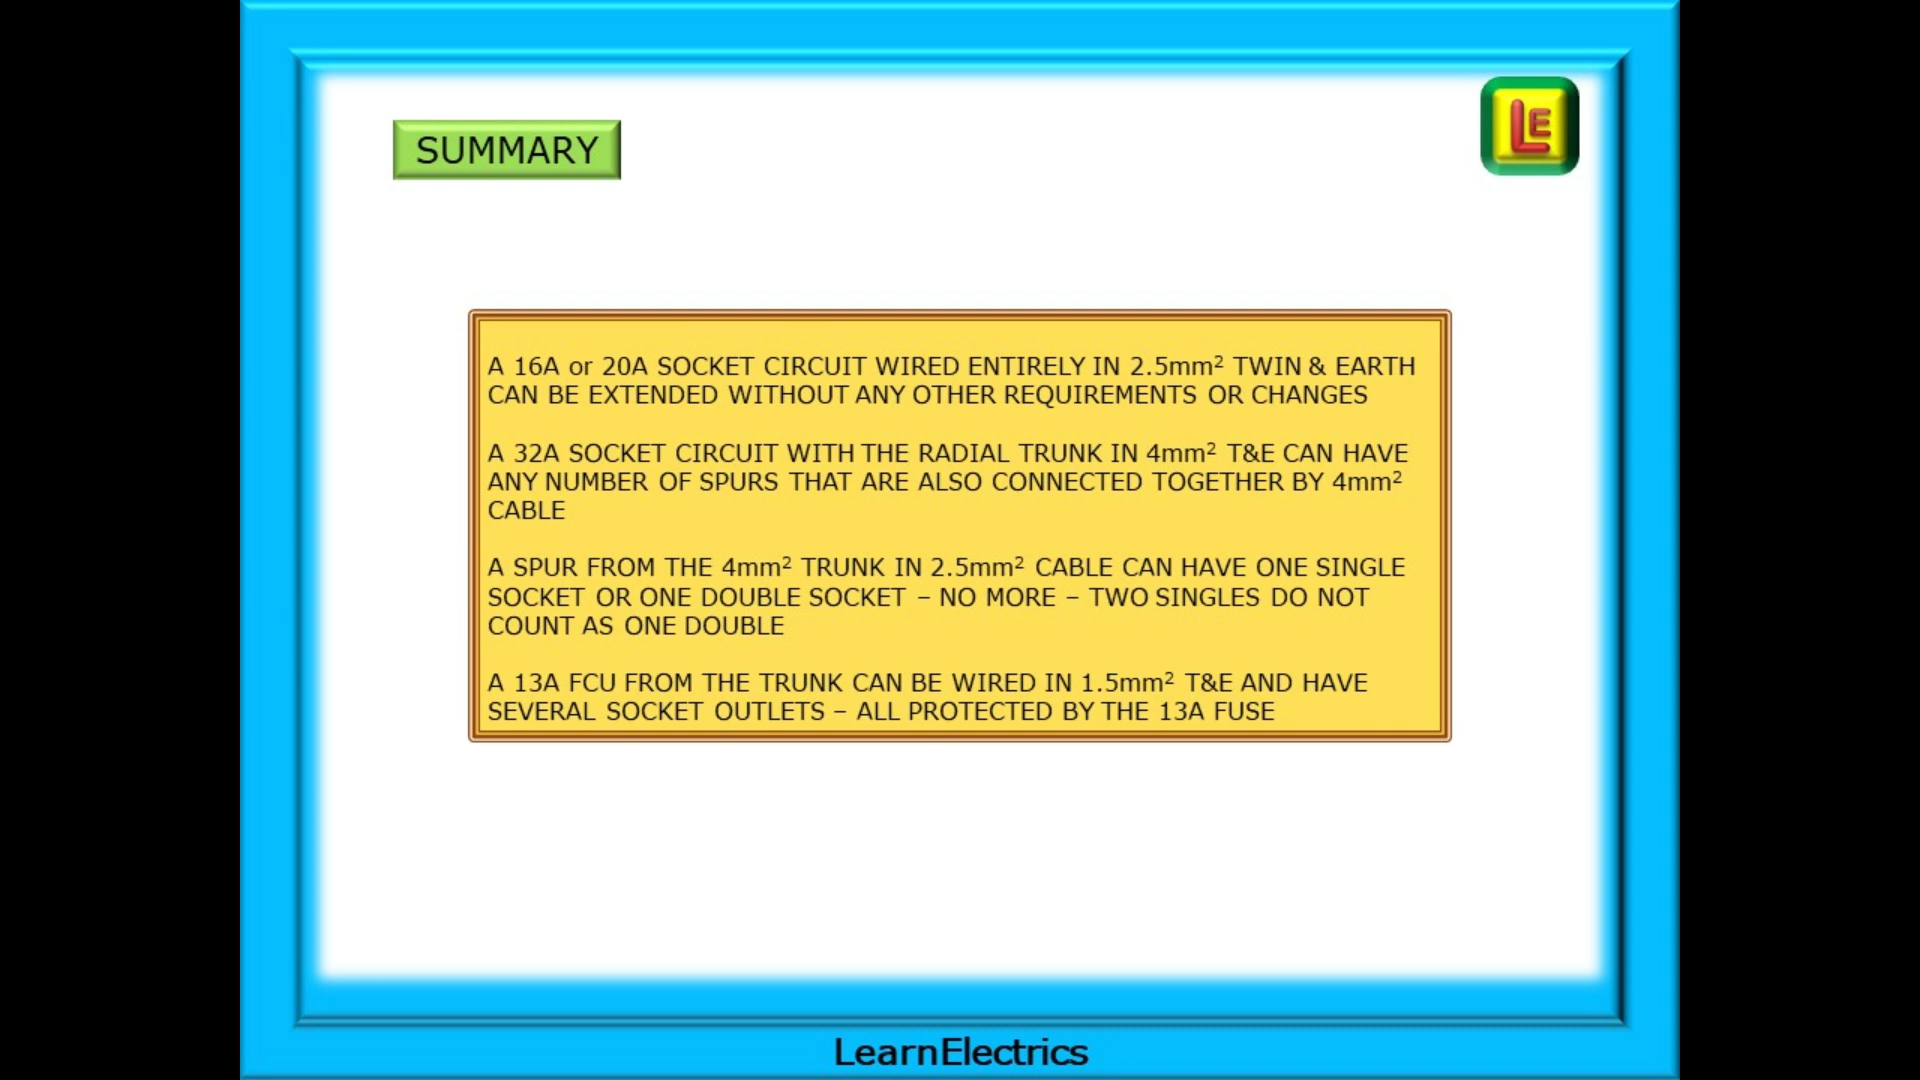 SUMMARY
LE
A 16A or 20A SOCKET CIRCUIT WIRED ENTIRELY IN 2.5mm² TWIN & EARTH
CAN BE EXTENDED WITHOUT ANY OTHER REQUIREMENTS OR CHANGES
A 32A SOCKET CIRCUIT WITH THE RADIAL TRUNK IN 4mm² T&E CAN HAVE
ANY NUMBER OF SPURS THAT ARE ALSO CONNECTED TOGETHER BY 4mm²
CABLE
A SPUR FROM THE 4mm² TRUNK IN 2.5mm² CABLE CAN HAVE ONE SINGLE
SOCKET OR ONE DOUBLE SOCKET – NO MORE – TWO SINGLES DO NOT
COUNT AS ONE DOUBLE
A 13A FCU FROM THE TRUNK CAN BE WIRED IN 1.5mm² T&E AND HAVE
SEVERAL SOCKET OUTLETS – ALL PROTECTED BY THE 13A FUSE
LearnElectrics